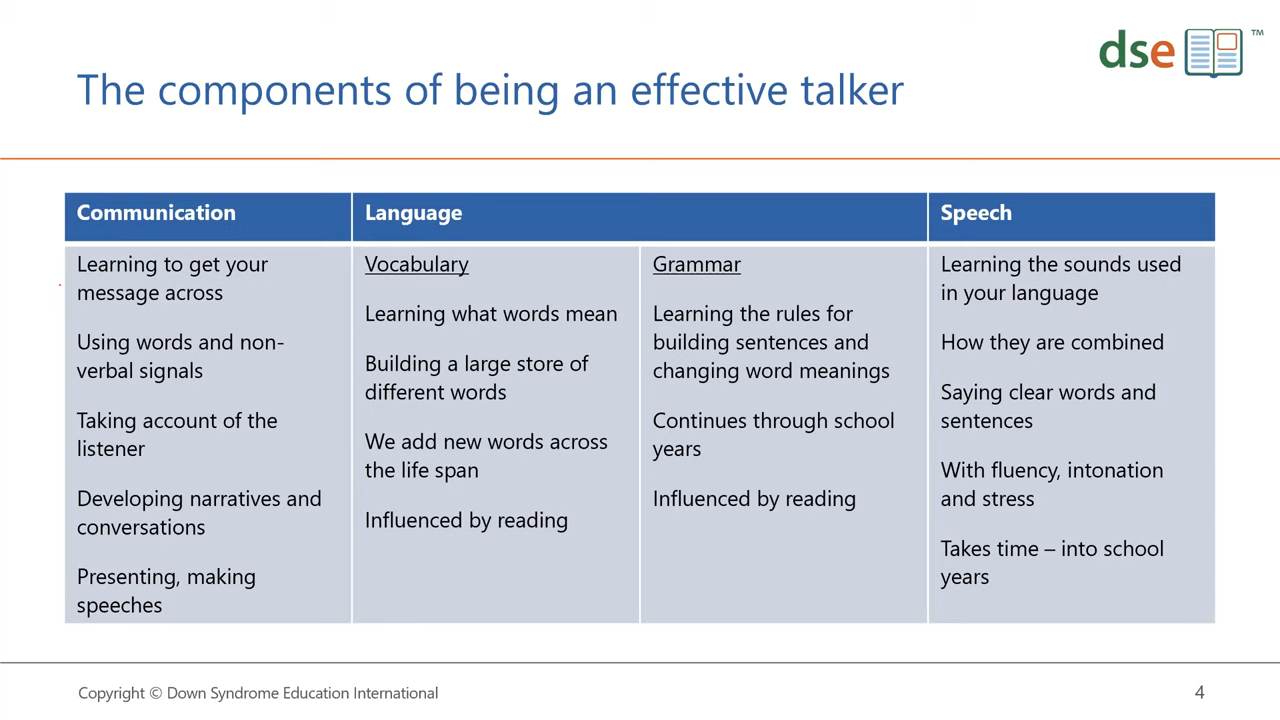 dse
TM
The components of being an effective talker
Communication
Language
Speech
Learning to get your
message across
Using words and non-
verbal signals
Taking account of the
listener
Developing narratives and
conversations
Presenting, making
speeches
Vocabulary
Learning what words mean
Building a large store of
different words
We add new words across
the life span
Influenced by reading
Grammar
Learning the rules for
building sentences and
changing word meanings
Continues through school
years
Influenced by reading
Learning the sounds used
in your language
How they are combined
Saying clear words and
sentences
With fluency, intonation
and stress
Takes time – into school
years
Copyright © Down Syndrome Education International
4